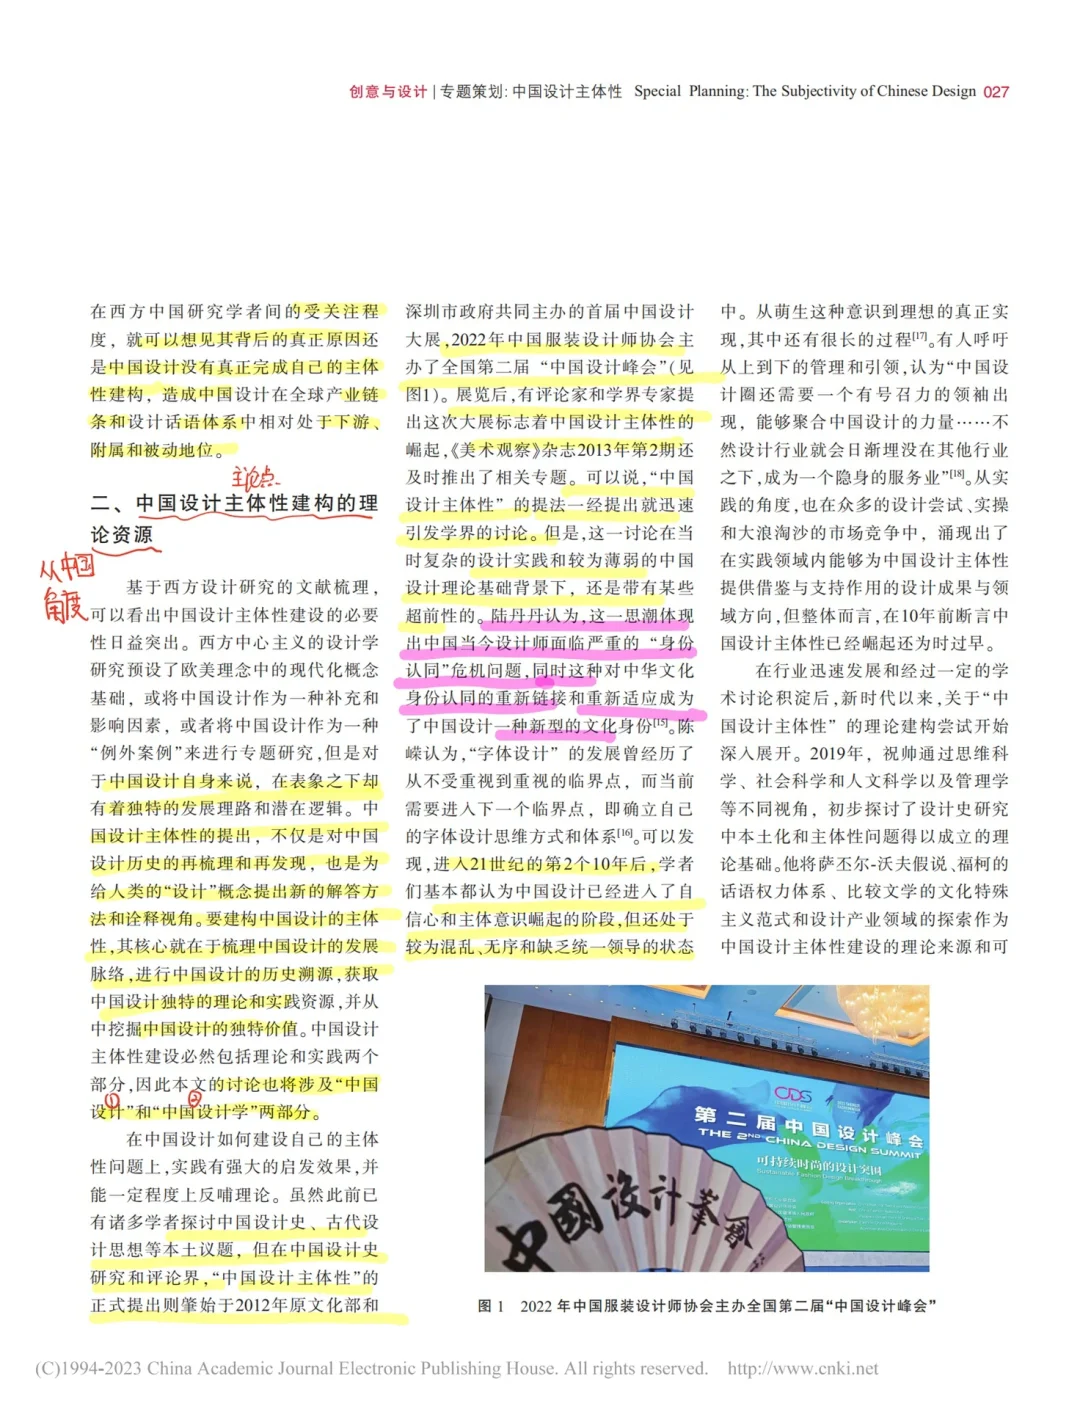 创意与设计 | 专题策划: 中国设计主体性 Special Planning: The Subjectivity of Chinese Design 027
在西方中国研究学者间的受关注程
度，就可以想见其背后的真正原因还
是中国设计没有真正完成自己的主体
性建构，造成中国设计在全球产业链
条和设计话语体系中相对处于下游、
附属和被动地位。
主论点
二、中国设计主体性建构的理
论资源
从中国
角度
基于西方设计研究的文献梳理，
可以看出中国设计主体性建设的必要
性日益突出。西方中心主义的设计学
研究预设了欧美理念中的现代化概念
基础，或将中国设计作为一种补充和
影响因素，或者将中国设计作为一种
“例外案例”来进行专题研究，但是对
于中国设计自身来说，在表象之下却
有着独特的发展理路和潜在逻辑。中
国设计主体性的提出，不仅是对中国
设计历史的再梳理和再发现，也是为
给人类的“设计”概念提出新的解答方
法和诠释视角。要建构中国设计的主体
性，其核心就在于梳理中国设计的发展
脉络，进行中国设计的历史溯源，获取
中国设计独特的理论和实践资源，并从
中挖掘中国设计的独特价值。中国设计
主体性建设必然包括理论和实践两个
部分，因此本文的讨论也将涉及“中国
① ②
设计”和“中国设计学”两部分。
在中国设计如何建设自己的主体
性问题上，实践有强大的启发效果，并
能一定程度上反哺理论。虽然此前已
有诸多学者探讨中国设计史、古代设
计思想等本土议题，但在中国设计史
研究和评论界，“中国设计主体性”的
正式提出则肇始于2012年原文化部和
深圳市政府共同主办的首届中国设计
大展，2022年中国服装设计师协会主
办了全国第二届 “中国设计峰会”（见
图1）。展览后，有评论家和学界专家提
出这次大展标志着中国设计主体性的
崛起，《美术观察》杂志2013年第2期还
及时推出了相关专题。可以说，“中国
设计主体性”的提法一经提出就迅速
引发学界的讨论。但是，这一讨论在当
时复杂的设计实践和较为薄弱的中国
设计理论基础背景下，还是带有某些
超前性的。陆丹丹认为，这一思潮体现
出中国当今设计师面临严重的 “身份
认同”危机问题，同时这种对中华文化
身份认同的重新链接和重新适应成为
了中国设计一种新型的文化身份[15]。陈
嵘认为，“字体设计” 的发展曾经历了
从不受重视到重视的临界点，而当前
需要进入下一个临界点，即确立自己
的字体设计思维方式和体系[16]。可以发
现，进入21世纪的第2个10年后，学者
们基本都认为中国设计已经进入了自
信心和主体意识崛起的阶段，但还处于
较为混乱、无序和缺乏统一领导的状态
中。从萌生这种意识到理想的真正实
现，其中还有很长的过程[17]。有人呼吁
从上到下的管理和引领，认为“中国设
计圈还需要一个有号召力的领袖出
现，能够聚合中国设计的力量……不
然设计行业就会日渐埋没在其他行业
之下，成为一个隐身的服务业”[18]。从实
践的角度，也在众多的设计尝试、实操
和大浪淘沙的市场竞争中，涌现出了
在实践领域内能够为中国设计主体性
提供借鉴与支持作用的设计成果与领
域方向，但整体而言，在10年前断言中
国设计主体性已经崛起还为时过早。
在行业迅速发展和经过一定的学
术讨论积淀后，新时代以来，关于“中
国设计主体性” 的理论建构尝试开始
深入展开。2019年，祝帅通过思维科
学、社会科学和人文科学以及管理学
等不同视角，初步探讨了设计史研究
中本土化和主体性问题得以成立的理
论基础。他将萨丕尔-沃夫假说、福柯的
话语权力体系、比较文学的文化特殊
主义范式和设计产业领域的探索作为
中国设计主体性建设的理论来源和可
CDS
第二届中国设计峰会
THE 2ND CHINA DESIGN SUMMIT
可持续时尚的设计突围
Sustainable Fashion Design Breakthrough
中國设计峯會
图 1 2022 年中国服装设计师协会主办全国第二届“中国设计峰会”
(C)1994-2023 China Academic Journal Electronic Publishing House. All rights reserved. http://www.cnki.net